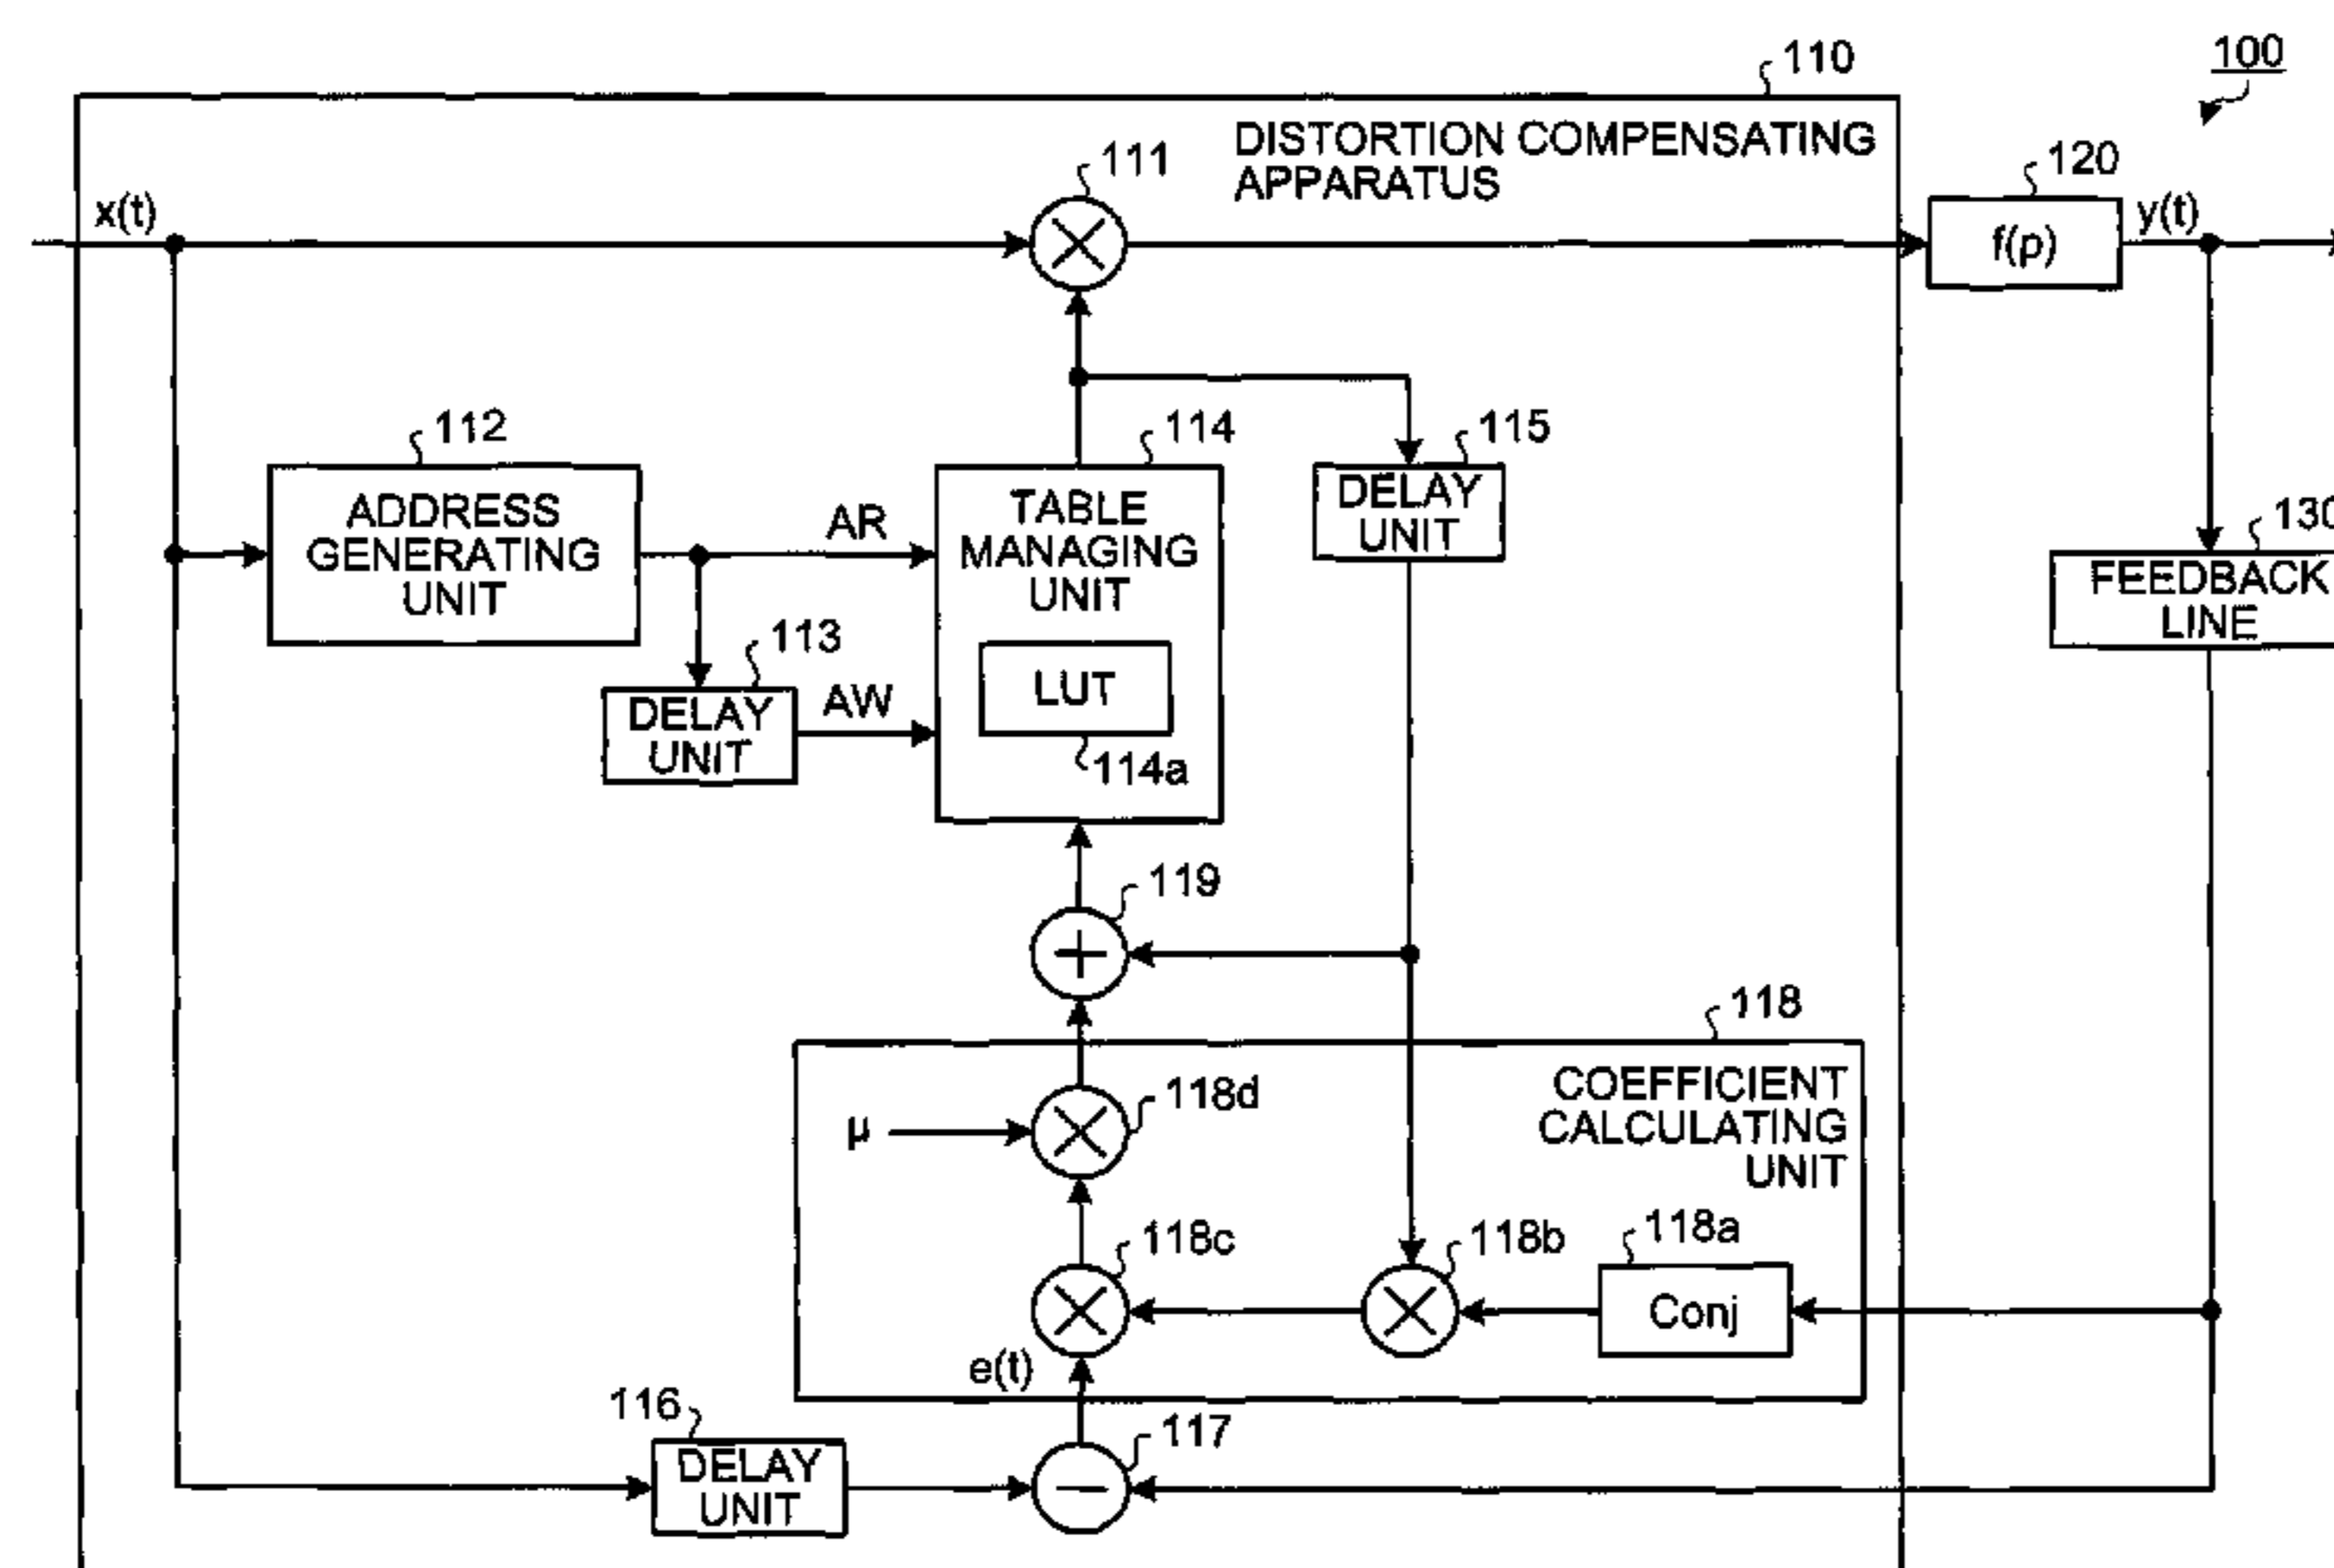 100
110
DISTORTION COMPENSATING
APPARATUS
111
120
x(t)
f(ρ)
y(t)
112
114
115
ADDRESS
GENERATING
UNIT
AR
TABLE
MANAGING
UNIT
DELAY
UNIT
130
FEEDBACK
LINE
113
DELAY
UNIT
AW
LUT
114a
119
118
COEFFICIENT
CALCULATING
UNIT
μ
118d
118c
118b
118a
Conj
e(t)
116
DELAY
UNIT
117